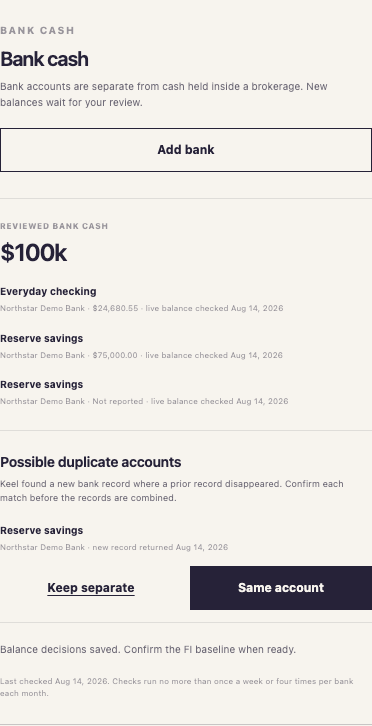 BANK CASH
Bank cash
Bank accounts are separate from cash held inside a brokerage. New
balances wait for your review.
Add bank
REVIEWED BANK CASH
$100k
Everyday checking
Northstar Demo Bank · $24,680.55 · live balance checked Aug 14, 2026
Reserve savings
Northstar Demo Bank · $75,000.00 · live balance checked Aug 14, 2026
Reserve savings
Northstar Demo Bank · Not reported · live balance checked Aug 14, 2026
Possible duplicate accounts
Keel found a new bank record where a prior record disappeared. Confirm each
match before the records are combined.
Reserve savings
Northstar Demo Bank · new record returned Aug 14, 2026
Keep separate
Same account
Balance decisions saved. Confirm the FI baseline when ready.
Last checked Aug 14, 2026. Checks run no more than once a week or four times per bank
each month.